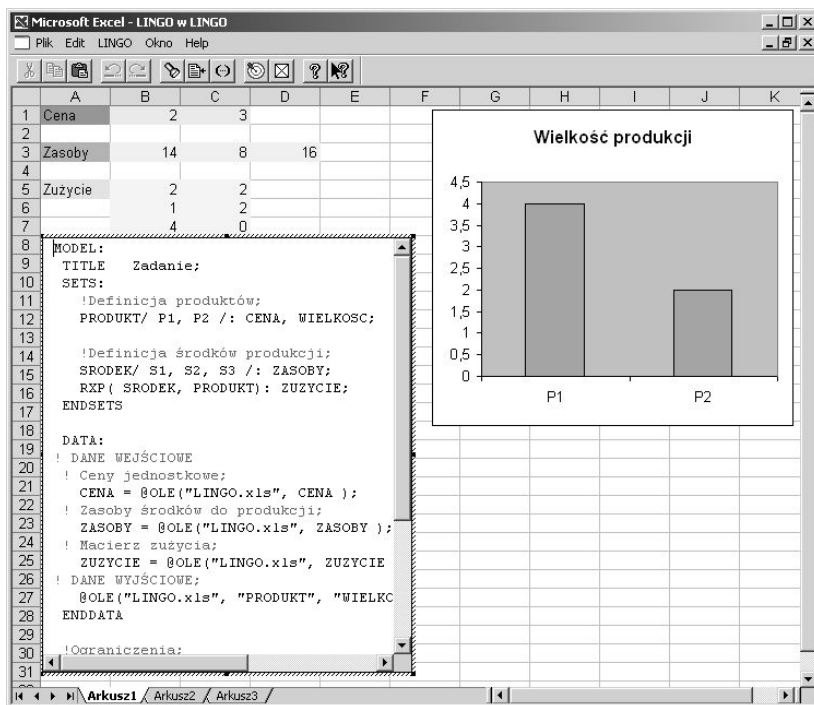 Microsoft Excel - LINGO w LINGO
Plik Edit LINGO Okno Help
A B C D E F G H I J K
1 Cena 2 3
2
3 Zasoby 14 8 16
4
5 Zużycie 2 2
6 1 2
7 4 0
8 MODEL:
9 TITLE Zadanie;
10 SETS:
11 !Definicja produktów;
12 PRODUKT/ P1, P2 /: CENA, WIELKOSC;
13
14 !Definicja środków produkcji;
15 SRODEK/ S1, S2, S3 /: ZASOBY;
16 RXP( SRODEK, PRODUKT): ZUZYCIE;
17 ENDSETS
18
19 DATA:
20 ! DANE WEJŚCIOWE
21 ! Ceny jednostkowe;
22 CENA = @OLE("LINGO.xls", CENA );
23 ! Zasoby środków do produkcji;
24 ZASOBY = @OLE("LINGO.xls", ZASOBY );
25 ! Macierz zużycia;
26 ZUZYCIE = @OLE("LINGO.xls", ZUZYCIE
27 ! DANE WYJŚCIOWE;
28 @OLE("LINGO.xls", "PRODUKT", "WIELKO
29 ENDDATA
30 !Ograniczenia;
31
Wielkość produkcji
4,5
4
3,5
3
2,5
2
1,5
1
0,5
0
P1 P2
Arkusz1 Arkusz2 Arkusz3